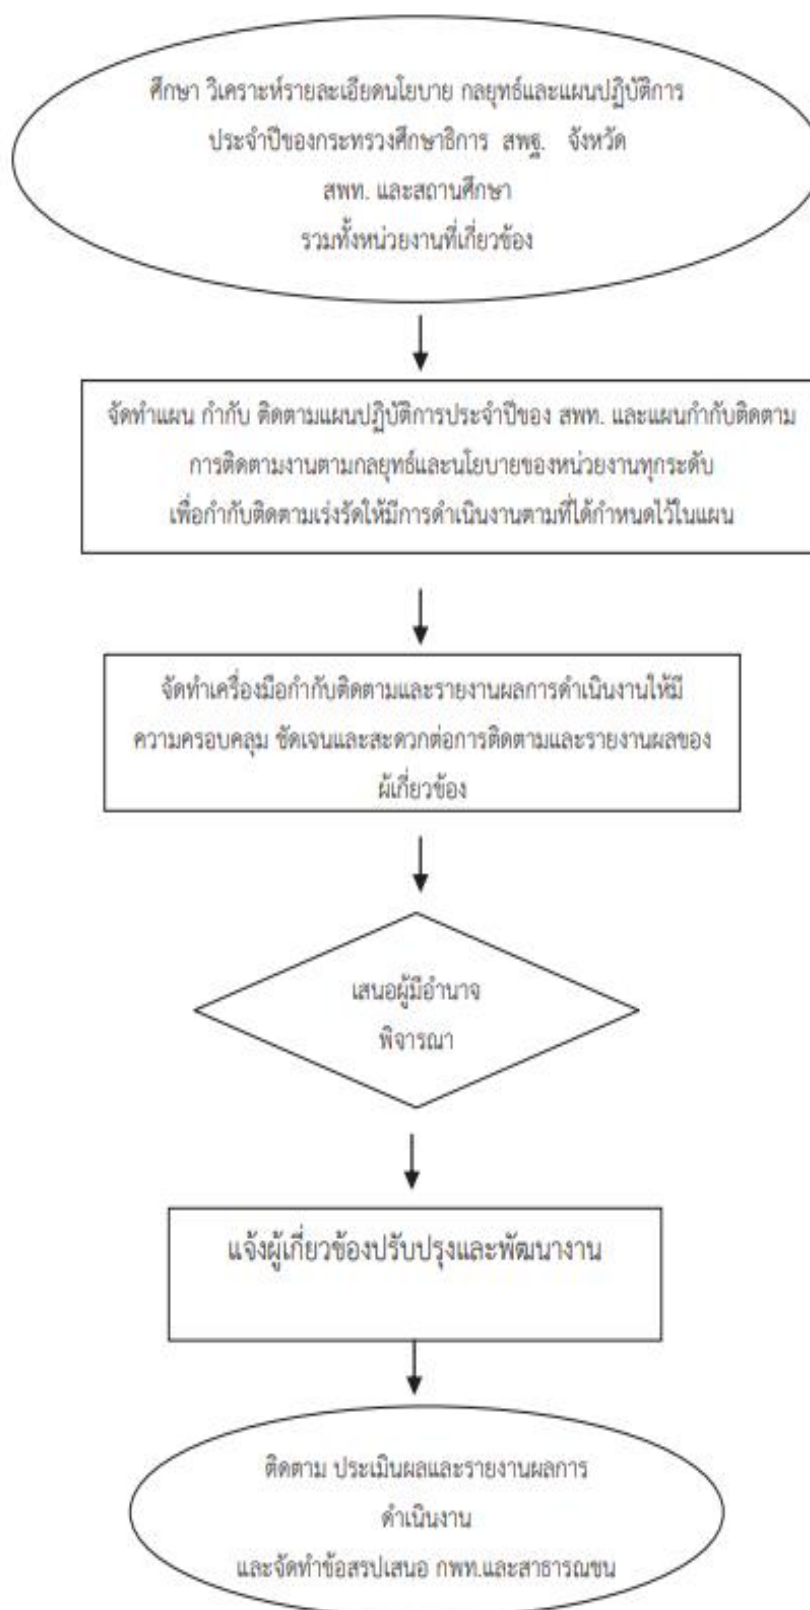 ศึกษา วิเคราะห์รายละเอียดนโยบาย กลยุทธ์และแผนปฏิบัติการ
ประจำปีของกระทรวงศึกษาธิการ สพฐ. จังหวัด
สพท. และสถานศึกษา
รวมทั้งหน่วยงานที่เกี่ยวข้อง
จัดทำแผน กำกับ ติดตามแผนปฏิบัติการประจำปีของ สพท. และแผนกำกับติดตาม
การติดตามงานตามกลยุทธ์และนโยบายของหน่วยงานทุกระดับ
เพื่อกำกับติดตามเร่งรัดให้มีการดำเนินงานตามที่ได้กำหนดไว้ในแผน
จัดทำเครื่องมือกำกับติดตามและรายงานผลการดำเนินงานให้มี
ความครอบคลุม ชัดเจนและสะดวกต่อการติดตามและรายงานผลของ
ผ้เกี่ยวข้อง
เสนอผู้มีอำนาจ
พิจารณา
แจ้งผู้เกี่ยวข้องปรับปรุงและพัฒนางาน
ติดตาม ประเมินผลและรายงานผลการ
ดำเนินงาน
และจัดทำข้อสรปเสนอ กพท.และสาธารณชน